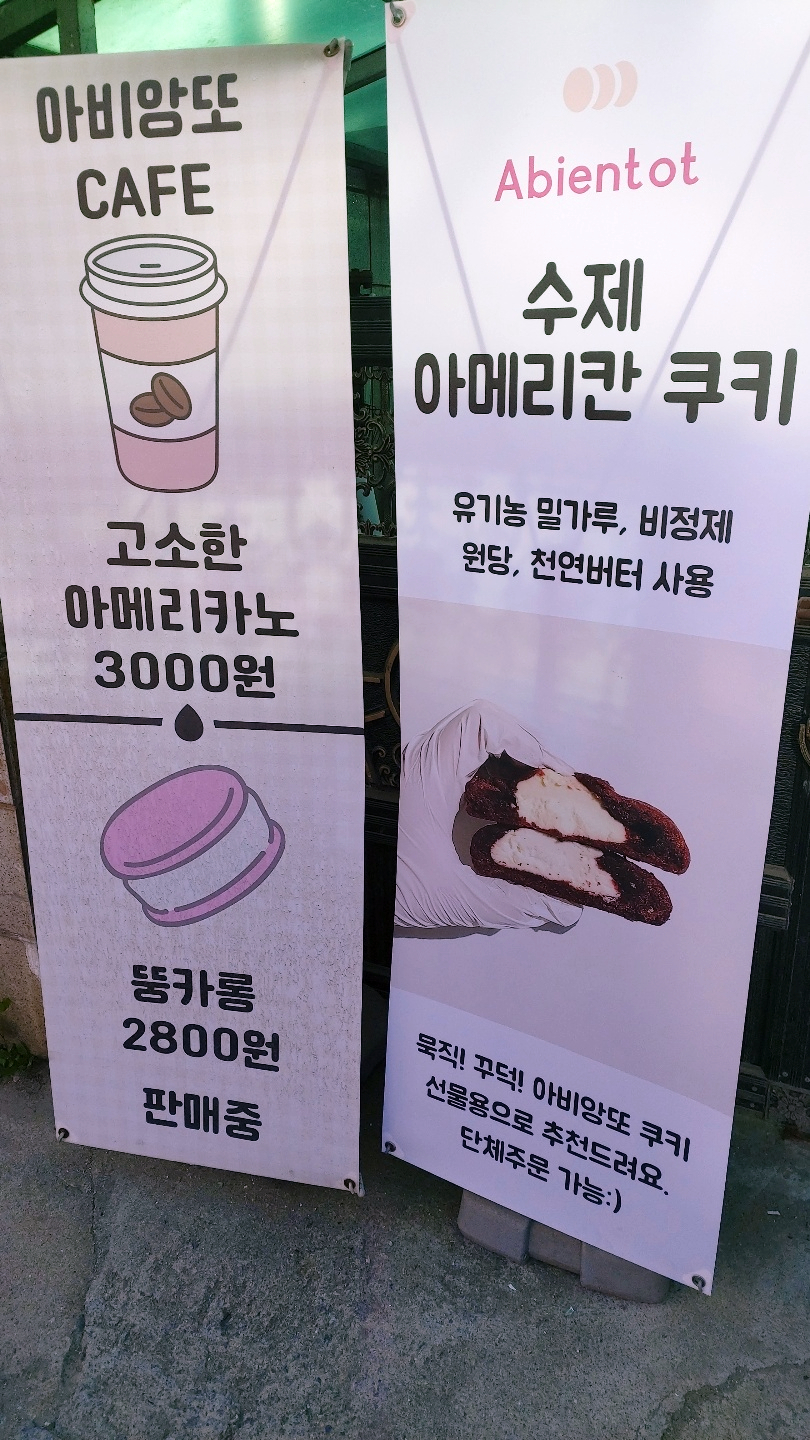 아비앙또
CAFE
고소한
아메리카노
3000원
뚱카롱
2800원
판매중
Abientot
수제
아메리칸 쿠키
유기농 밀가루, 비정제
원당, 천연버터 사용
묵직! 꾸덕! 아비앙또 쿠키
선물용으로 추천드려요.
단체주문 가능:)